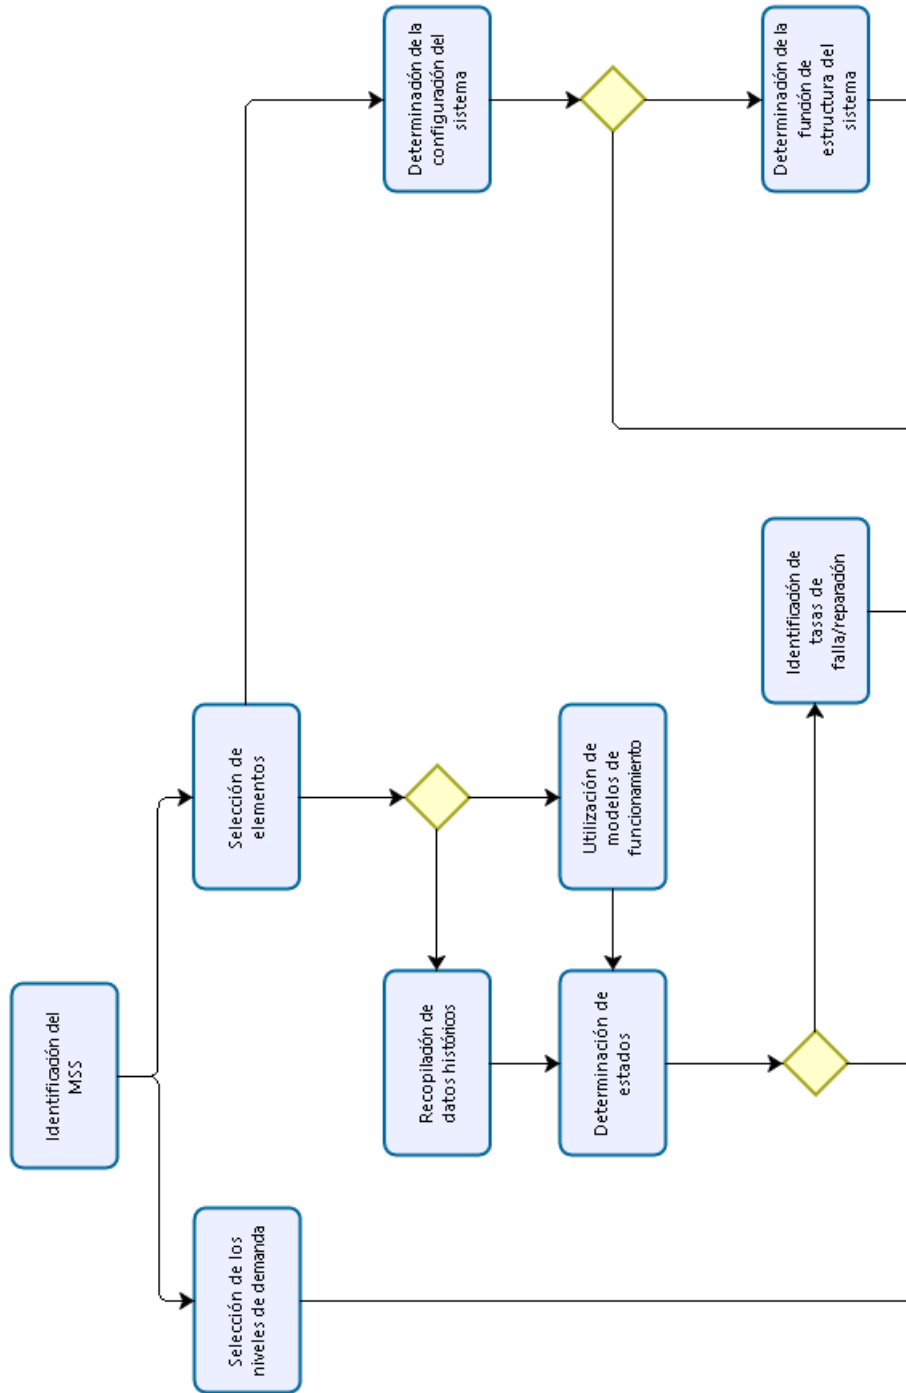 Identificación del
MSS
Selección de los
niveles de demanda
Selección de
elementos
Recopilación de
datos históricos
Determinación de la
configuración del
sistema
Determinación de
estados
Utilización de
modelos de
funcionamiento
Identificación de
tasas de
falla/reparación
Determinación de la
función de
estructura del
sistema